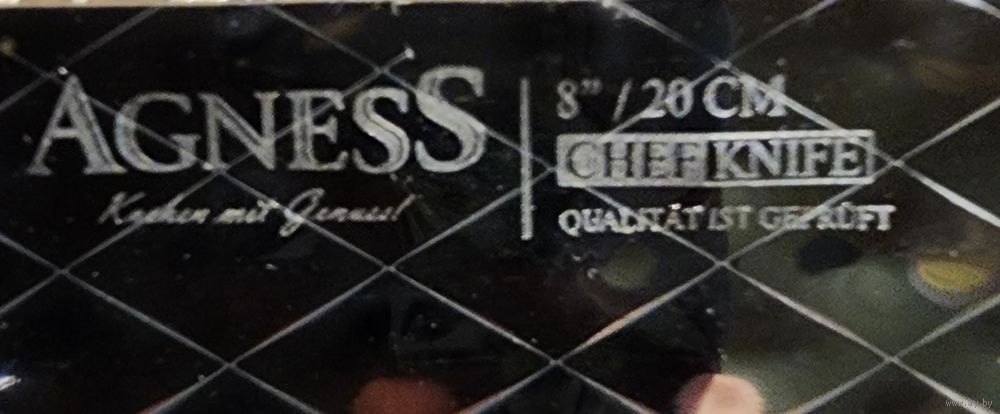 AGNESS
Kochen mit Genuss!
8” / 20 CM
CHEF KNIFE
QUALITÄT IST GEPRÜFT